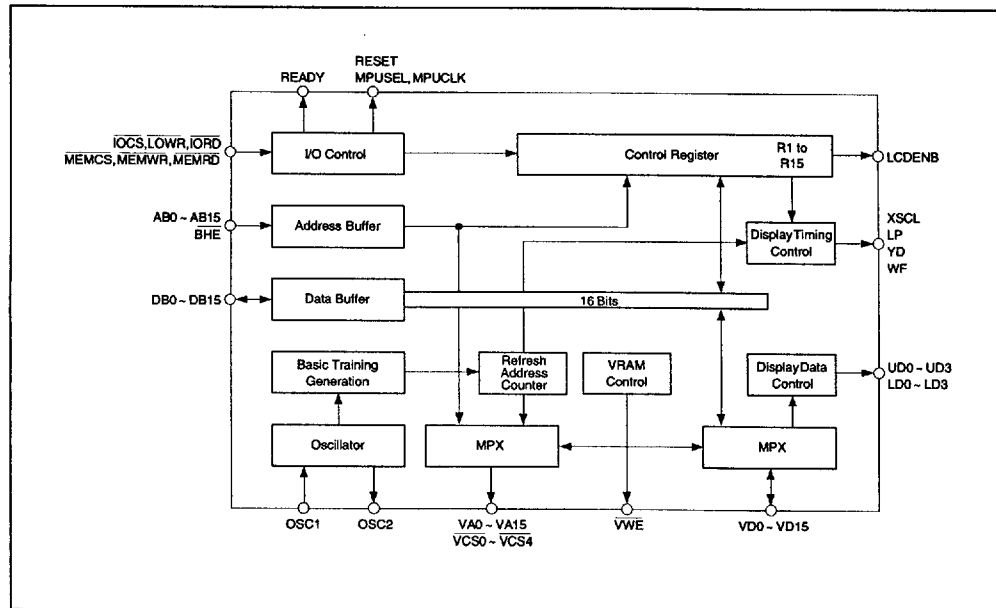 RESET
READY MPUSEL, MPUCLK
IOCS, LOWR, IORD
MEMCS, MEMWR, MEMRD
I/O Control
Control Register
R1 to
R15
LCDENB
AB0 ~ AB15
BHE
Address Buffer
Display Timing
Control
XSCL
LP
YD
WF
DB0 ~ DB15
Data Buffer
16 Bits
Basic Training
Generation
Refresh
Address
Counter
VRAM
Control
Display Data
Control
UD0 ~ UD3
LD0 ~ LD3
Oscillator
MPX
MPX
OSC1
OSC2
VA0 ~ VA15
VCS0 ~ VCS4
VWE
VD0 ~ VD15